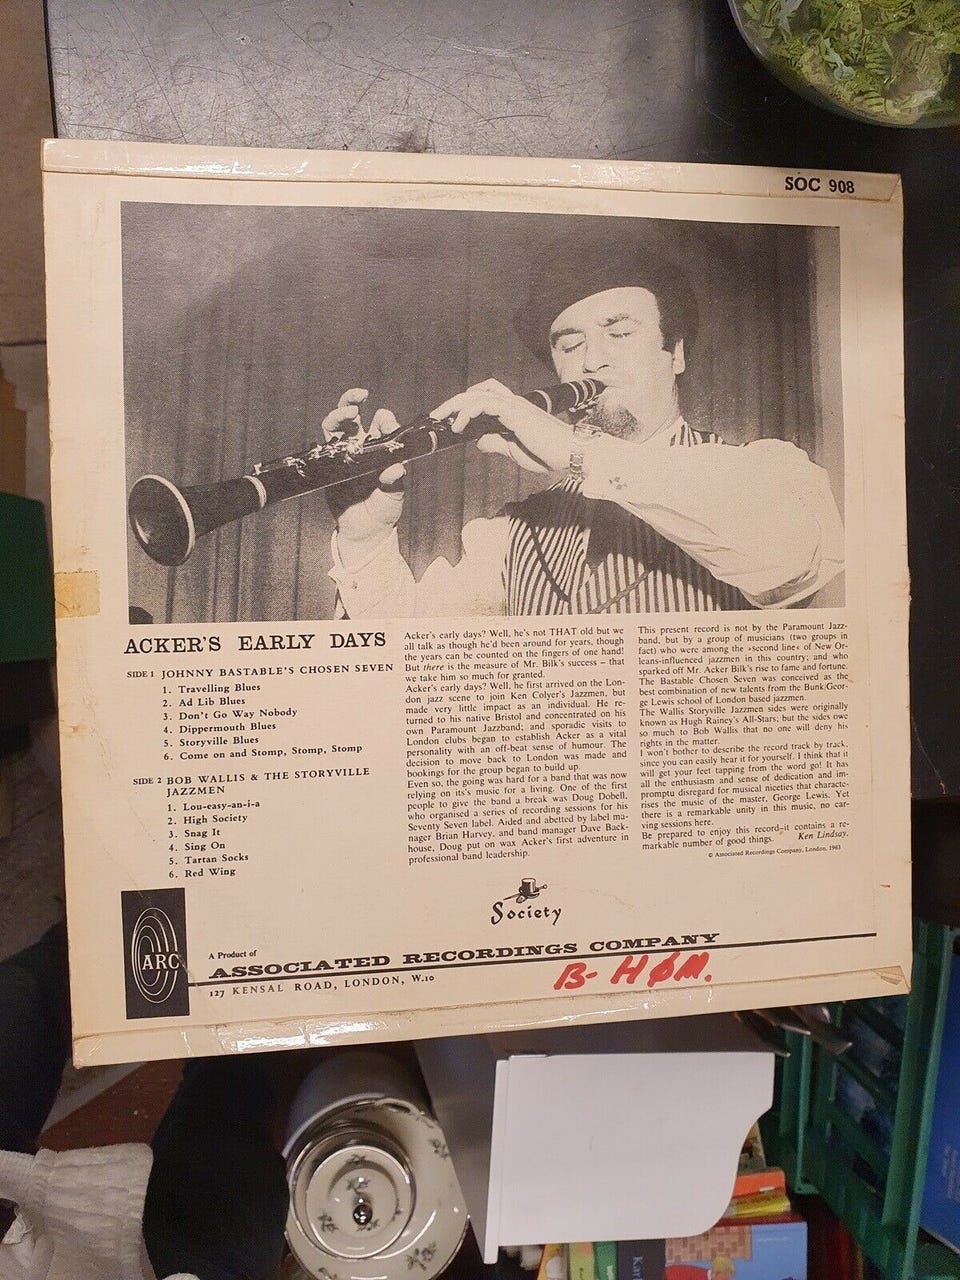 SOC 908
ACKER'S EARLY DAYS
SIDE 1 JOHNNY BASTABLE'S CHOSEN SEVEN
1. Travelling Blues
2. Ad Lib Blues
3. Don't Go Way Nobody
4. Dippermouth Blues
5. Storyville Blues
6. Come on and Stomp, Stomp, Stomp
SIDE 2 BOB WALLIS & THE STORYVILLE
JAZZMEN
1. Lou-easy-an-i-a
2. High Society
3. Snag It
4. Sing On
5. Tartan Socks
6. Red Wing
Acker's early days? Well, he's not THAT old but we
all talk as though he'd been around for years, though
the years can be counted on the fingers of one hand!
But there is the measure of Mr. Bilk's success – that
we take him so much for granted.
Acker's early days? Well, he first arrived on the Lon-
don jazz scene to join Ken Colyer's Jazzmen, but
made very little impact as an individual. He re-
turned to his native Bristol and concentrated on his
own Paramount Jazzband; and sporadic visits to
London clubs began to establish Acker as a vital
personality with an off-beat sense of humour. The
decision to move back to London was made and
bookings for the group began to build up.
Even so, the going was hard for a band that was now
relying on its's music for a living. One of the first
people to give the band a break was Doug Dobell,
who organised a series of recording sessions for his
Seventy Seven label. Aided and abetted by label ma-
nager Brian Harvey, and band manager Dave Back-
house, Doug put on wax Acker's first adventure in
professional band leadership.
This present record is not by the Paramount Jazz-
band, but by a group of musicians (two groups in
fact) who were among the »second line« of New Or-
leans-influenced jazzmen in this country; and who
sparked off Mr. Acker Bilk's rise to fame and fortune.
The Bastable Chosen Seven was conceived as the
best combination of new talents from the Bunk/Geor-
ge Lewis school of London based jazzmen.
The Wallis Storyville Jazzmen sides were originally
known as Hugh Rainey's All-Stars; but the sides owe
so much to Bob Wallis that no one will deny his
rights in the matter.
I won't bother to describe the record track by track,
since you can easily hear it for yourself. I think that it
will get your feet tapping from the word go! It has
all the enthusiasm and sense of dedication and im-
promptu disregard for musical niceties that characte-
rises the music of the master, George Lewis. Yet
there is a remarkable unity in this music, no car-
ving sessions here.
Be prepared to enjoy this record–it contains a re-
markable number of good things. Ken Lindsay.
© Associated Recordings Company, London, 1963
Society
ARC
A Product of
ASSOCIATED RECORDINGS COMPANY
127 KENSAL ROAD, LONDON, W.10
B- HØM.